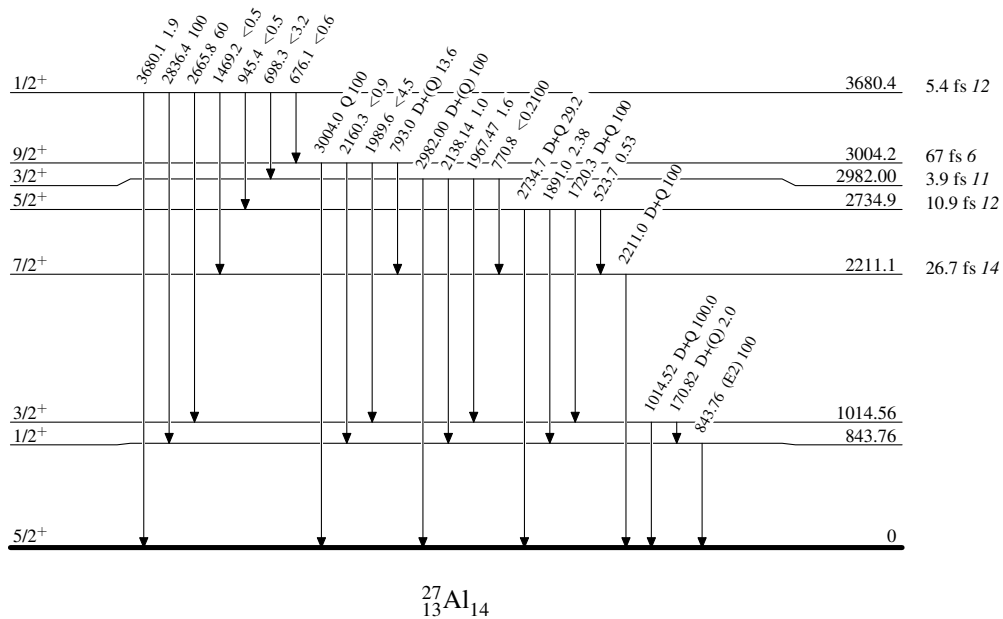 3680.1 1.9
2836.4 100
2665.8 60
1469.2 <0.5
945.4 <0.5
698.3 <3.2
676.1 <0.6
1/2+ 3680.4 5.4 fs 12
3004.0 Q 100
2160.3 <0.9
1989.6 <4.5
793.0 D+(Q) 13.6
2982.00 D+(Q) 100
2138.14 1.0
1967.47 1.6
770.8 <0.2100
9/2+ 3004.2 67 fs 6
3/2+ 2982.00 3.9 fs 11
2734.7 D+Q 29.2
1891.0 2.38
1720.3 D+Q 100
523.7 0.53
5/2+ 2734.9 10.9 fs 12
2211.0 D+Q 100
7/2+ 2211.1 26.7 fs 14
1014.52 D+Q 100.0
170.82 D+(Q) 2.0
843.76 (E2) 100
3/2+ 1014.56
1/2+ 843.76
5/2+ 0
27 13 Al 14